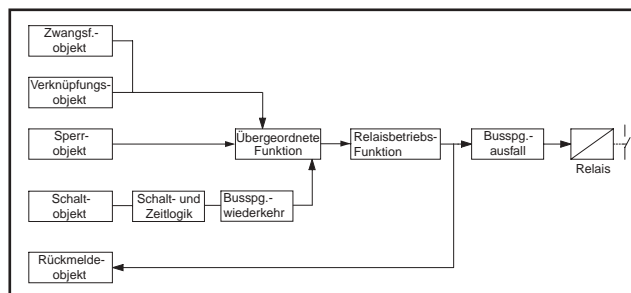 Zwangsf.-
objekt
Verknüpfungs-
objekt
Sperr-
objekt
Übergeordnete
Funktion
Relaisbetriebs-
Funktion
Busspg.-
ausfall
Relais
Schalt-
objekt
Schalt- und
Zeitlogik
Busspg.-
wiederkehr
Rückmelde-
objekt